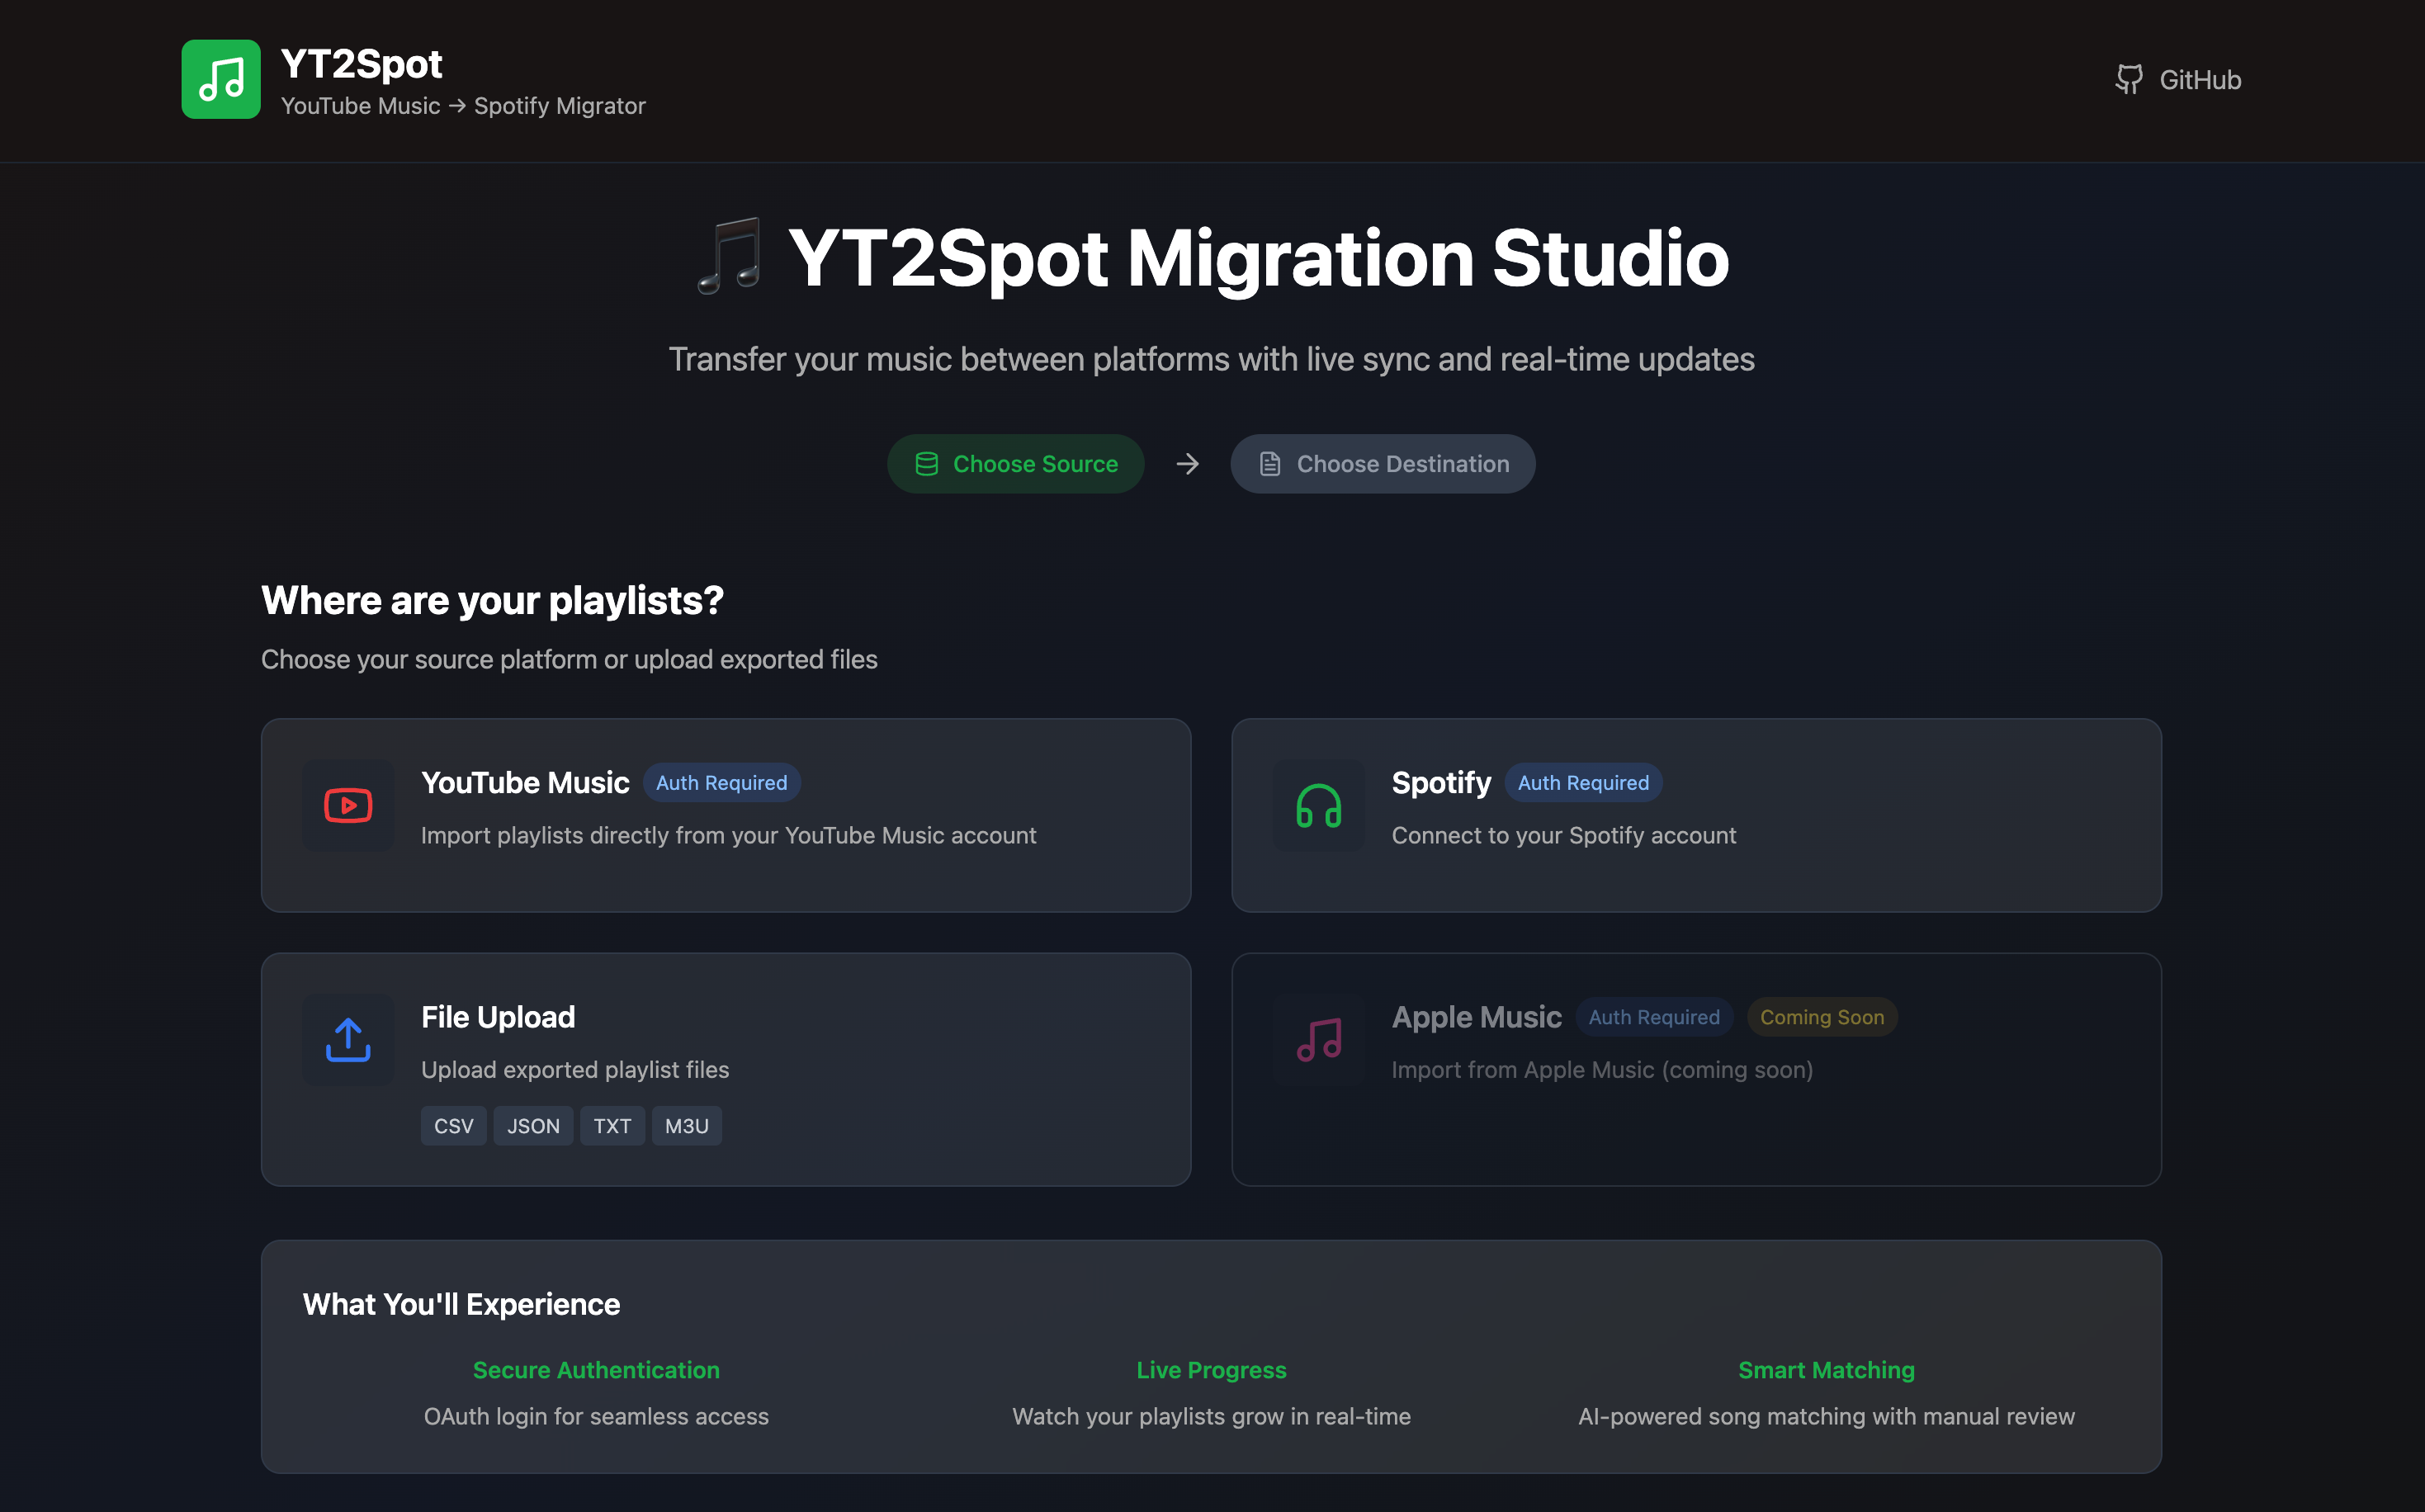 YT2Spot
YouTube Music → Spotify Migrator
GitHub
YT2Spot Migration Studio
Transfer your music between platforms with live sync and real-time updates
Choose Source → Choose Destination
Where are your playlists?
Choose your source platform or upload exported files
YouTube Music Auth Required
Import playlists directly from your YouTube Music account
Spotify Auth Required
Connect to your Spotify account
File Upload
Upload exported playlist files
CSV JSON TXT M3U
Apple Music Auth Required Coming Soon
Import from Apple Music (coming soon)
What You'll Experience
Secure Authentication
OAuth login for seamless access
Live Progress
Watch your playlists grow in real-time
Smart Matching
AI-powered song matching with manual review